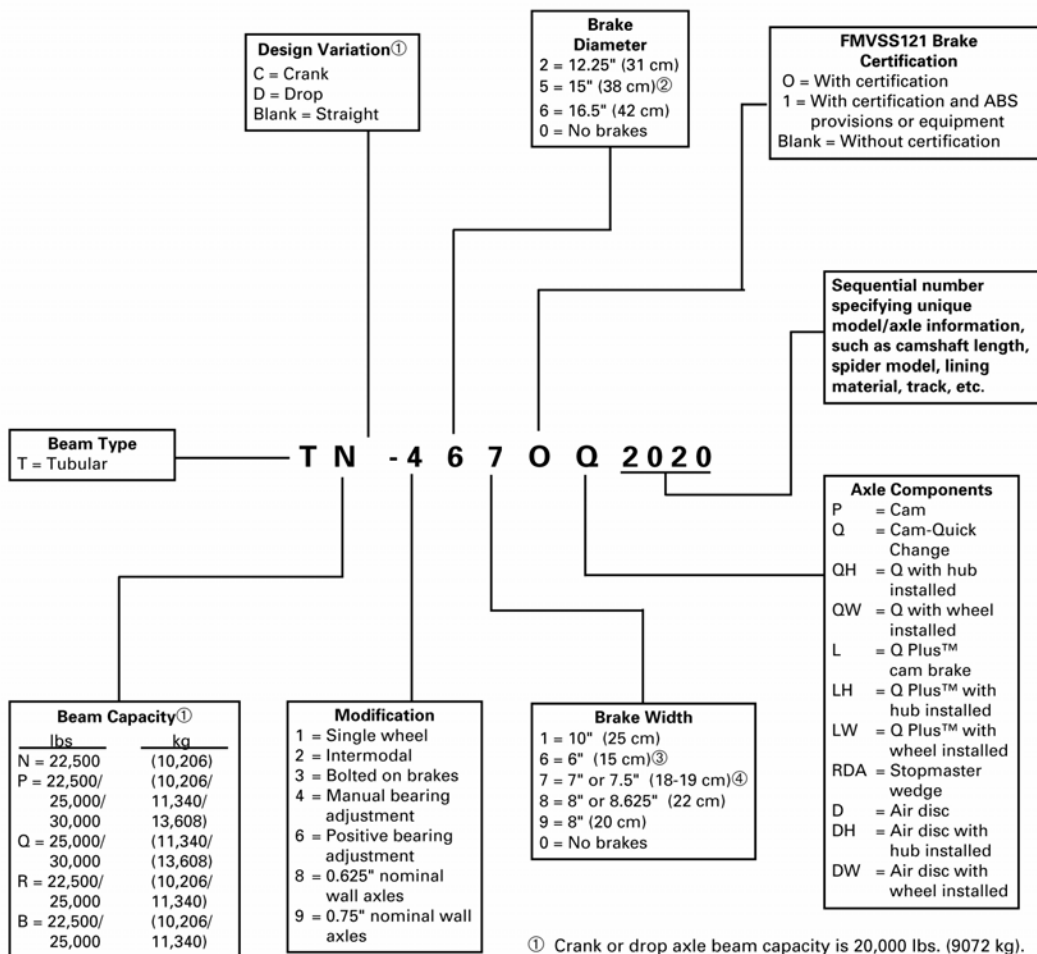 Design Variation①
C = Crank
D = Drop
Blank = Straight
Brake
Diameter
2 = 12.25" (31 cm)
5 = 15" (38 cm)②
6 = 16.5" (42 cm)
0 = No brakes
FMVSS121 Brake
Certification
O = With certification
1 = With certification and ABS
provisions or equipment
Blank = Without certification
Sequential number
specifying unique
model/axle information,
such as camshaft length,
spider model, lining
material, track, etc.
Beam Type
T = Tubular
T N - 4 6 7 O Q 2 0 2 0
Beam Capacity①
lbs kg
N = 22,500 (10,206)
P = 22,500/ (10,206/
25,000/ 11,340/
30,000 13,608)
Q = 25,000/ (11,340/
30,000 (13,608)
R = 22,500/ (10,206/
25,000 11,340)
B = 22,500/ (10,206/
25,000 11,340)
Modification
1 = Single wheel
2 = Intermodal
3 = Bolted on brakes
4 = Manual bearing
adjustment
6 = Positive bearing
adjustment
8 = 0.625" nominal
wall axles
9 = 0.75" nominal wall
axles
Brake Width
1 = 10" (25 cm)
6 = 6" (15 cm)③
7 = 7" or 7.5" (18-19 cm)④
8 = 8" or 8.625" (22 cm)
9 = 8" (20 cm)
0 = No brakes
Axle Components
P = Cam
Q = Cam-Quick
Change
QH = Q with hub
installed
QW = Q with wheel
installed
L = Q Plus™
cam brake
LH = Q Plus™ with
hub installed
LW = Q Plus™ with
wheel installed
RDA = Stopmaster
wedge
D = Air disc
DH = Air disc with
hub installed
DW = Air disc with
wheel installed
① Crank or drop axle beam capacity is 20,000 lbs. (9072 kg).